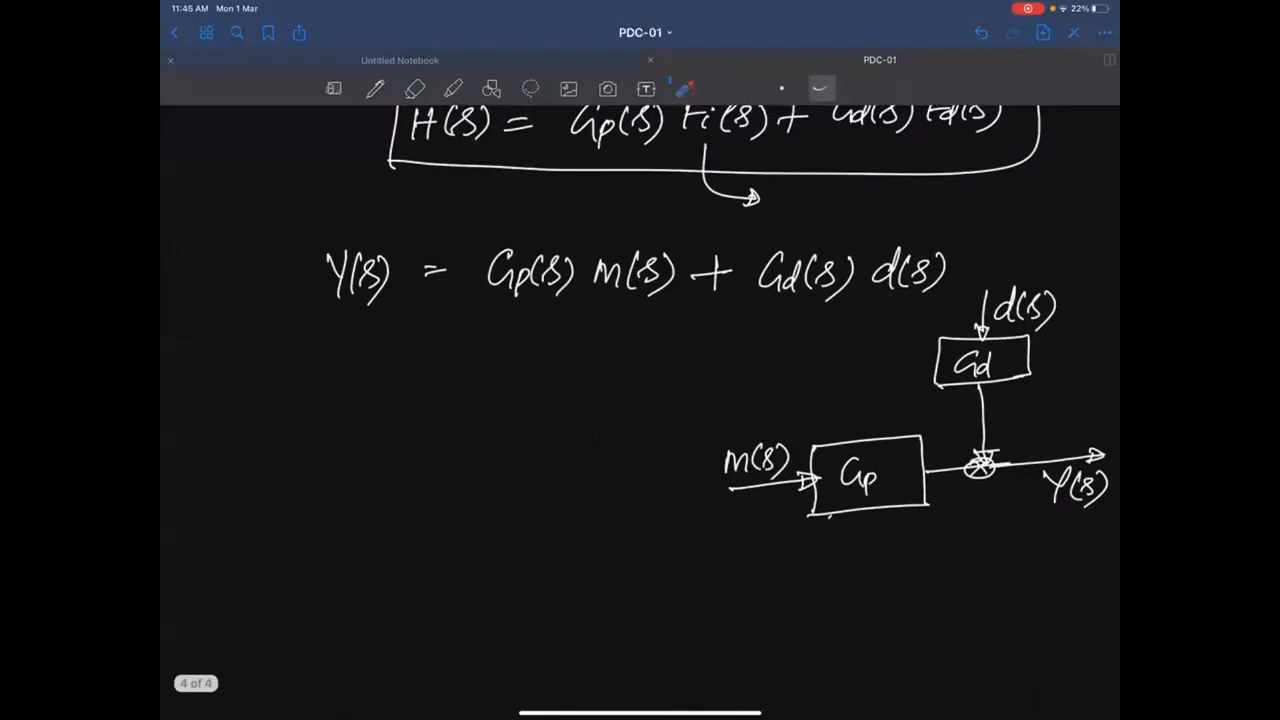 11:45 AM Mon 1 Mar
22%
PDC-01
Untitled Notebook
PDC-01
H(s) = Gp(s) Fi(s) + Gd(s) Fd(s)
Y(s) = Gp(s) m(s) + Gd(s) d(s)
d(s)
Gd
m(s)
Gp
Y(s)
4 of 4